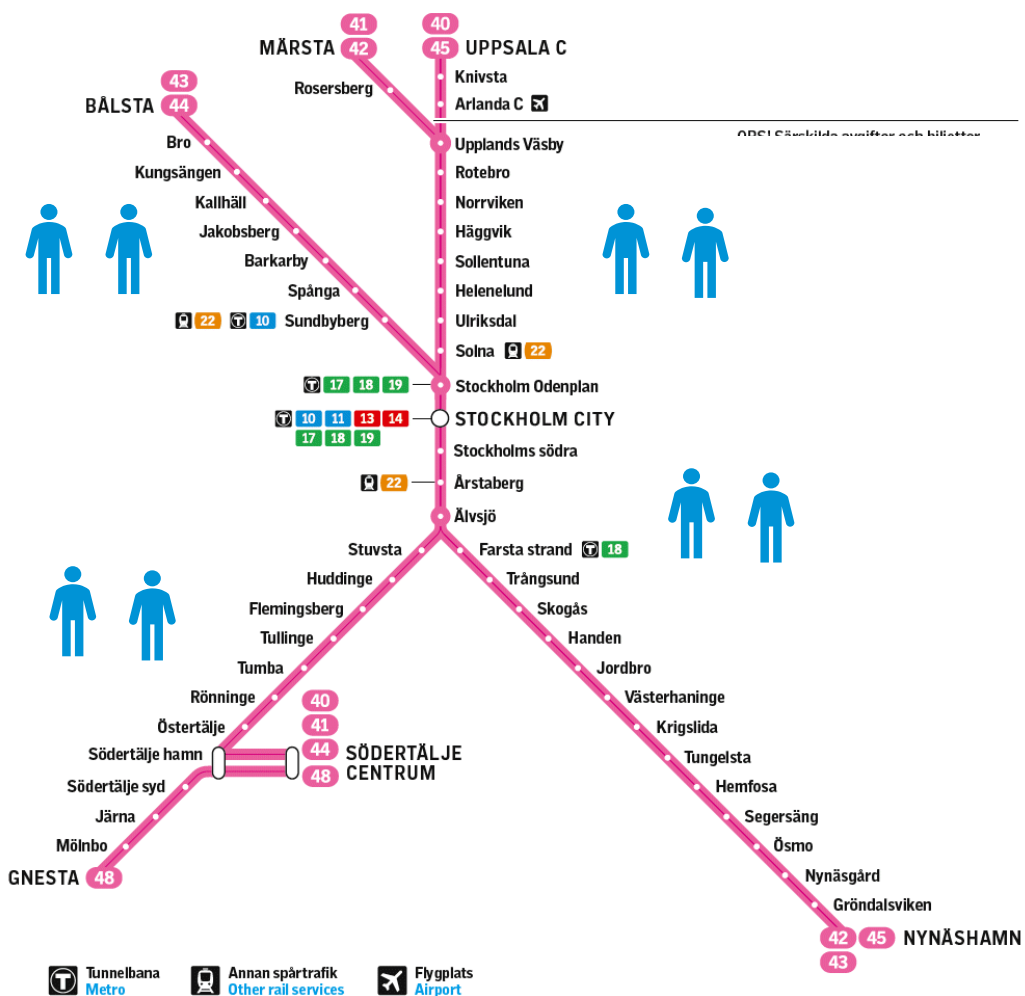 41
40
MÄRSTA 42
45 UPPSALA C
Knivsta
Rosersberg
43
Arlanda C
BÅLSTA 44
Bro
Upplands Väsby
Kungsängen
Rotebro
Kallhäll
Norrviken
Jakobsberg
Häggvik
Barkarby
Sollentuna
Spånga
Helenelund
22 10 Sundbyberg
Ulriksdal
Solna 22
17 18 19
Stockholm Odenplan
10 11 13 14
STOCKHOLM CITY
17 18 19
Stockholms södra
22
Årstaberg
Älvsjö
Stuvsta
Farsta strand 18
Huddinge
Trångsund
Flemingsberg
Skogås
Tullinge
Handen
Tumba
Jordbro
Rönninge
Västerhaninge
40
Östertälje
41
Krigslida
Södertälje hamn
44
48
SÖDERTÄLJE
CENTRUM
Tungelsta
Södertälje syd
Hemfosa
Järna
Segersäng
Mölnbo
Ösmo
GNESTA 48
Nynäsgård
Gröndalsviken
42 45 NYNÄSHAMN
43
T Tunnelbana
Metro
Annan spårtrafik
Other rail services
Flygplats
Airport